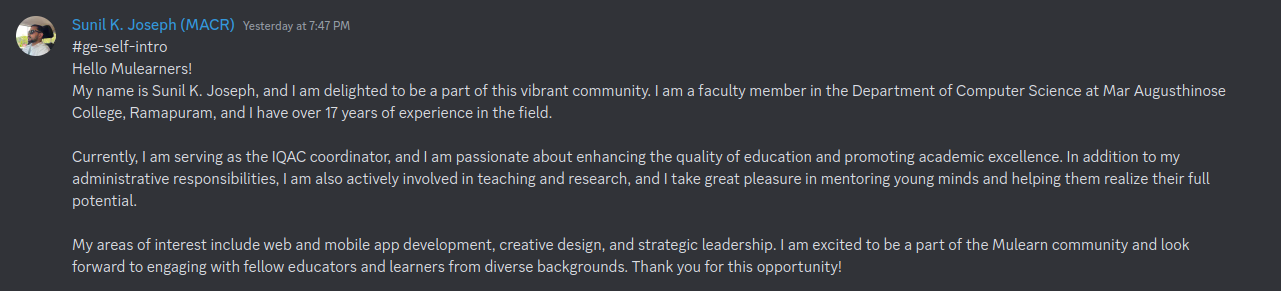 Sunil K. Joseph (MACR) Yesterday at 7:47 PM
#ge-self-intro
Hello Mulearners!
My name is Sunil K. Joseph, and I am delighted to be a part of this vibrant community. I am a faculty member in the Department of Computer Science at Mar Augusthinose
College, Ramapuram, and I have over 17 years of experience in the field.
Currently, I am serving as the IQAC coordinator, and I am passionate about enhancing the quality of education and promoting academic excellence. In addition to my
administrative responsibilities, I am also actively involved in teaching and research, and I take great pleasure in mentoring young minds and helping them realize their full
potential.
My areas of interest include web and mobile app development, creative design, and strategic leadership. I am excited to be a part of the Mulearn community and look
forward to engaging with fellow educators and learners from diverse backgrounds. Thank you for this opportunity!